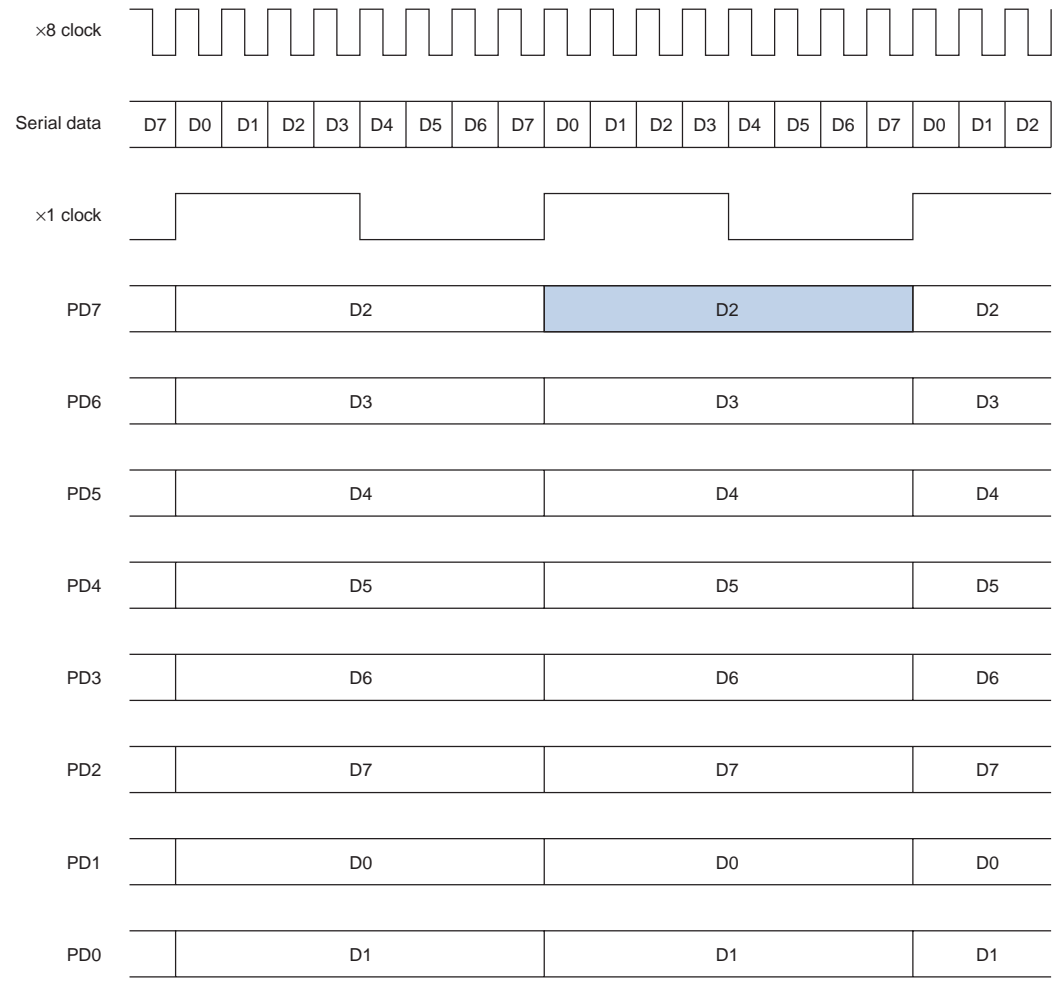 ×8 clock
Serial data D7 D0 D1 D2 D3 D4 D5 D6 D7 D0 D1 D2 D3 D4 D5 D6 D7 D0 D1 D2
×1 clock
PD7 D2 D2 D2
PD6 D3 D3 D3
PD5 D4 D4 D4
PD4 D5 D5 D5
PD3 D6 D6 D6
PD2 D7 D7 D7
PD1 D0 D0 D0
PD0 D1 D1 D1